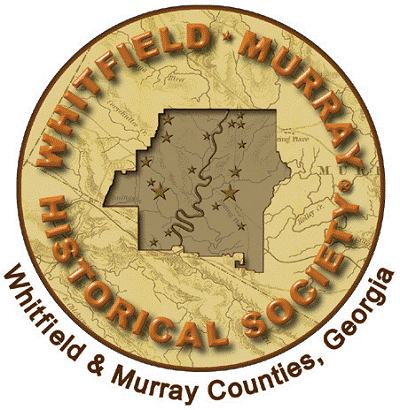 WHITFIELD · MURRAY
HISTORICAL SOCIETY®
Whitfield & Murray Counties, Georgia